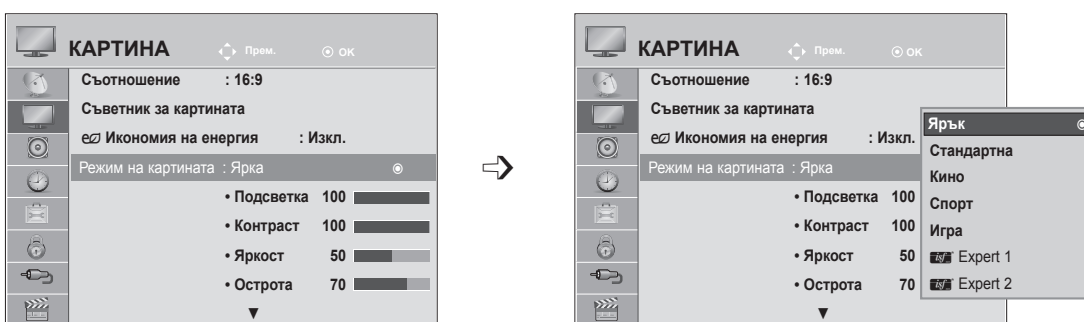 КАРТИНА Прем. OK
Съотношение : 16:9
Съветник за картината
Икономия на енергия : Изкл.
Режим на картината : Ярка
• Подсветка 100
• Контраст 100
• Яркост 50
• Острота 70
КАРТИНА Прем. OK
Съотношение : 16:9
Съветник за картината
Икономия на енергия : Изкл.
Режим на картината : Ярка
• Подсветка 100
• Контраст 100
• Яркост 50
• Острота 70
Ярък
Стандартна
Кино
Спорт
Игра
isf Expert 1
isf Expert 2